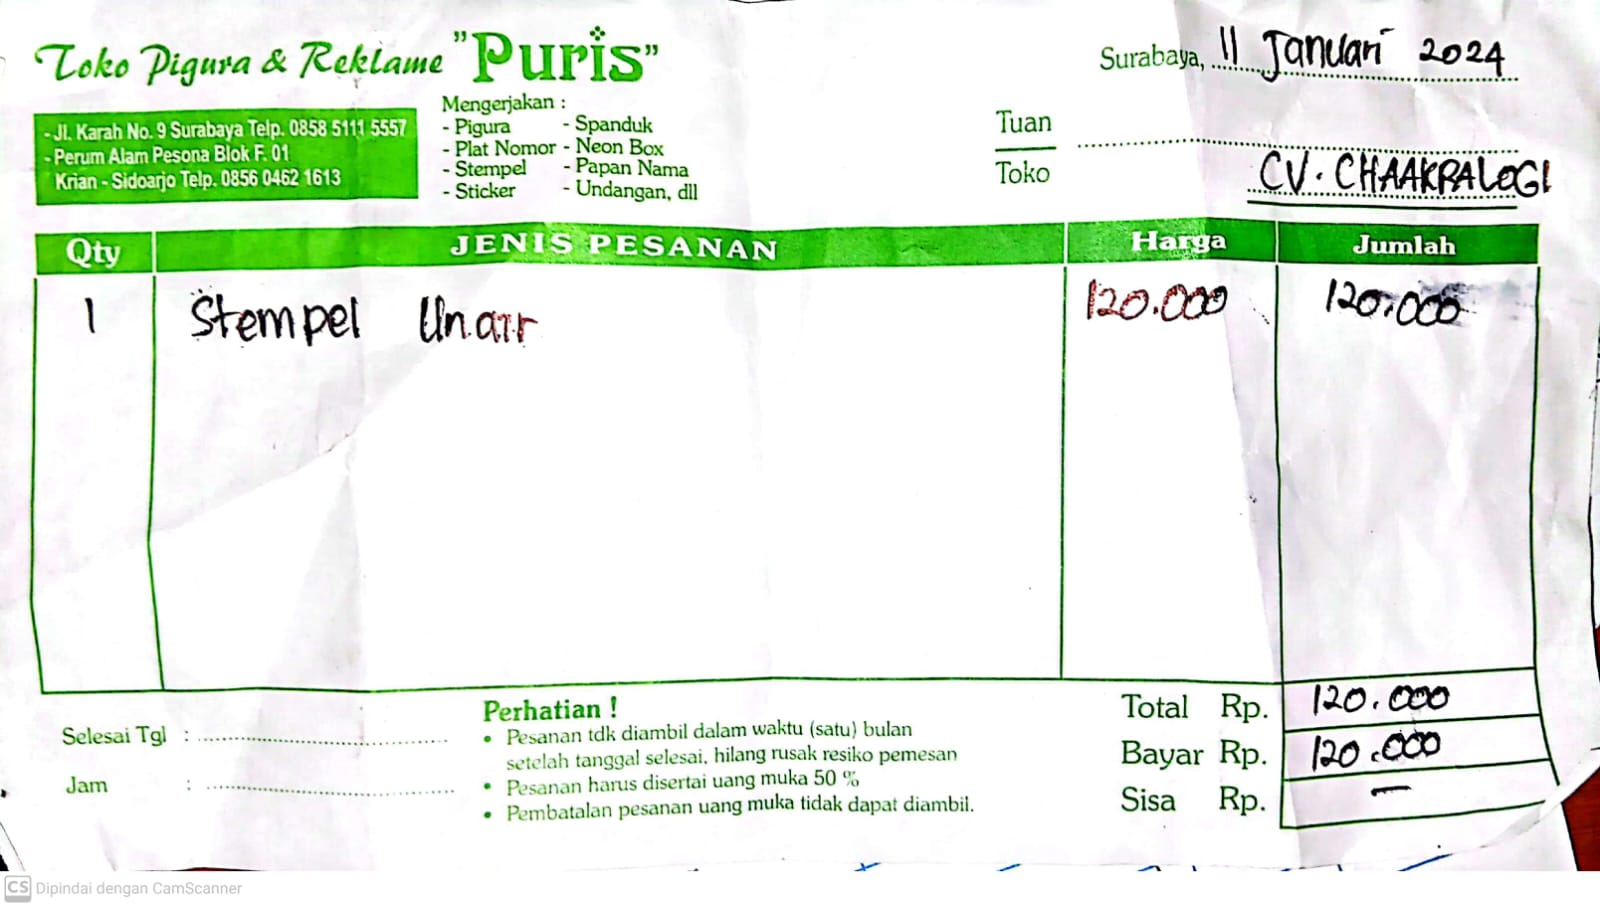 Toko Pigura & Reklame "Puris"
- Jl. Karah No. 9 Surabaya Telp. 0858 5111 5557
- Perum Alam Pesona Blok F. 01
Krian - Sidoarjo Telp. 0856 0462 1613
Mengerjakan :
- Pigura - Spanduk
- Plat Nomor - Neon Box
- Stempel - Papan Nama
- Sticker - Undangan, dll
Surabaya, 11 Januari 2024
Tuan
Toko CV. CHAAKRALOGI
Qty JENIS PESANAN Harga Jumlah
1 Stempel Unair 120.000 120.000
Selesai Tgl :
Jam :
Perhatian !
• Pesanan tdk diambil dalam waktu (satu) bulan
setelah tanggal selesai, hilang rusak resiko pemesan
• Pesanan harus disertai uang muka 50 %
• Pembatalan pesanan uang muka tidak dapat diambil.
Total Rp. 120.000
Bayar Rp. 120.000
Sisa Rp. -
CS Dipindai dengan CamScanner